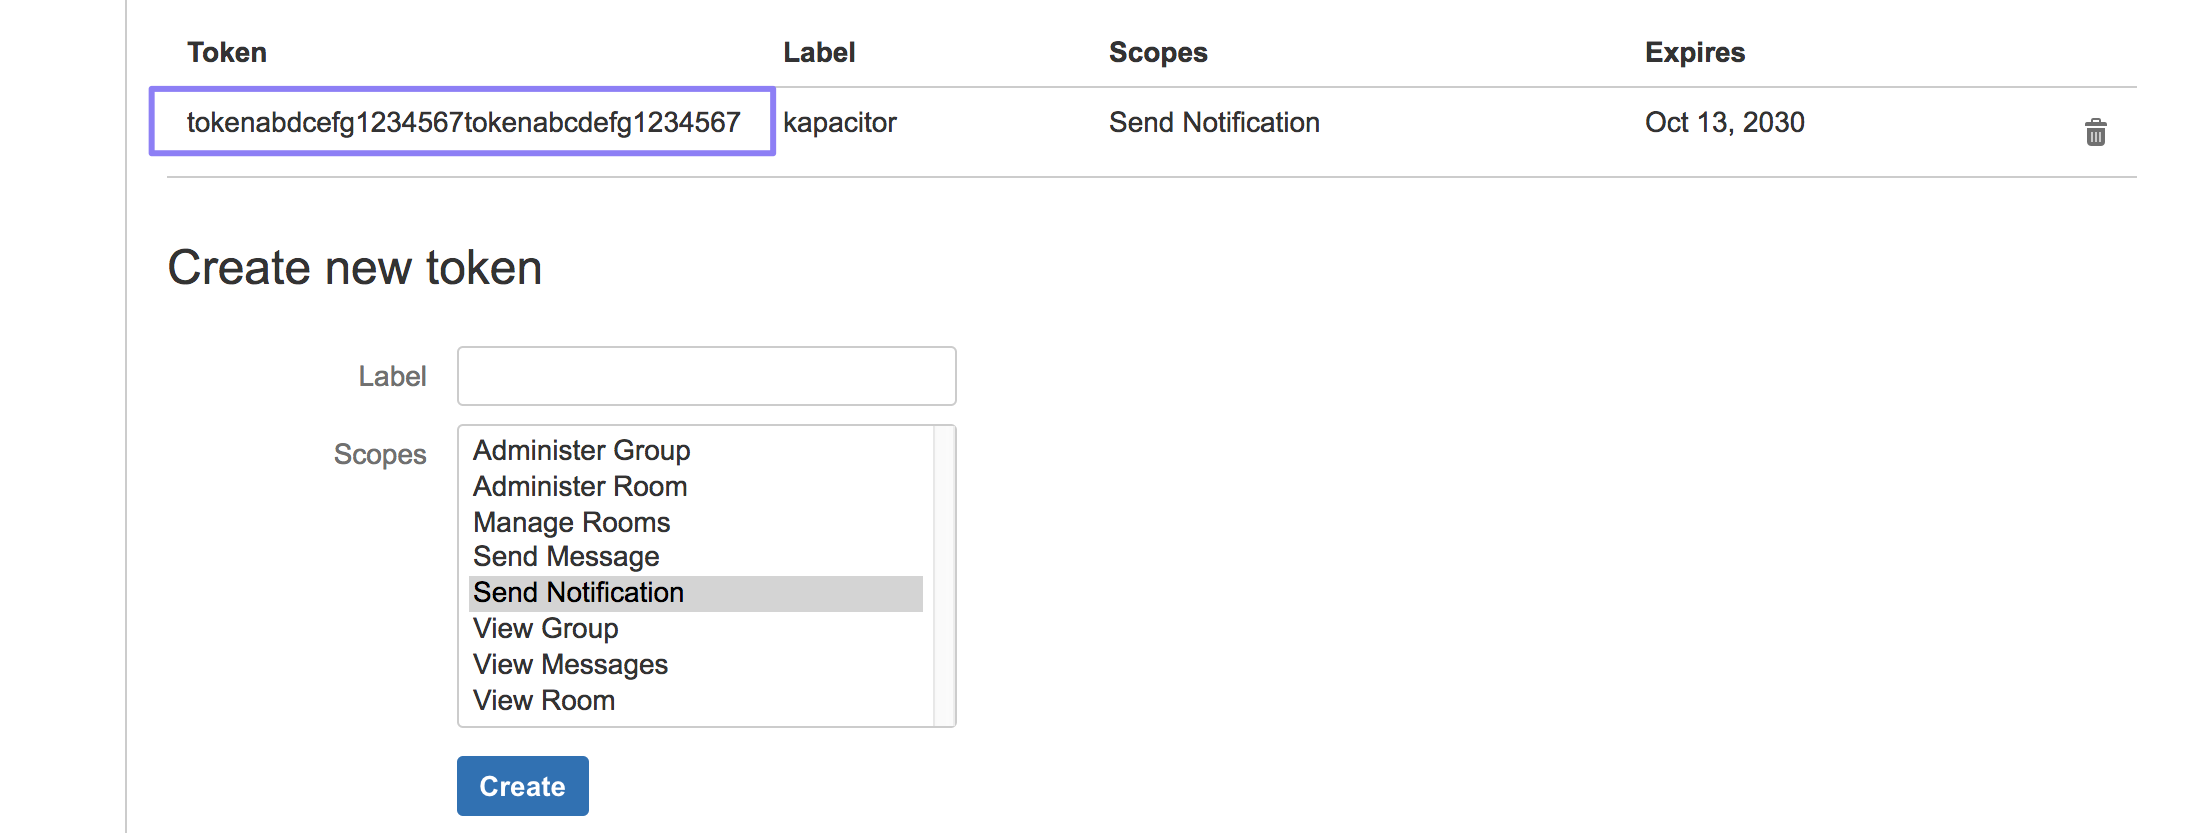 Token Label Scopes Expires
tokenabdcefg1234567tokenabcdefg1234567 kapacitor Send Notification Oct 13, 2030
Create new token
Label
Scopes
Administer Group
Administer Room
Manage Rooms
Send Message
Send Notification
View Group
View Messages
View Room
Create